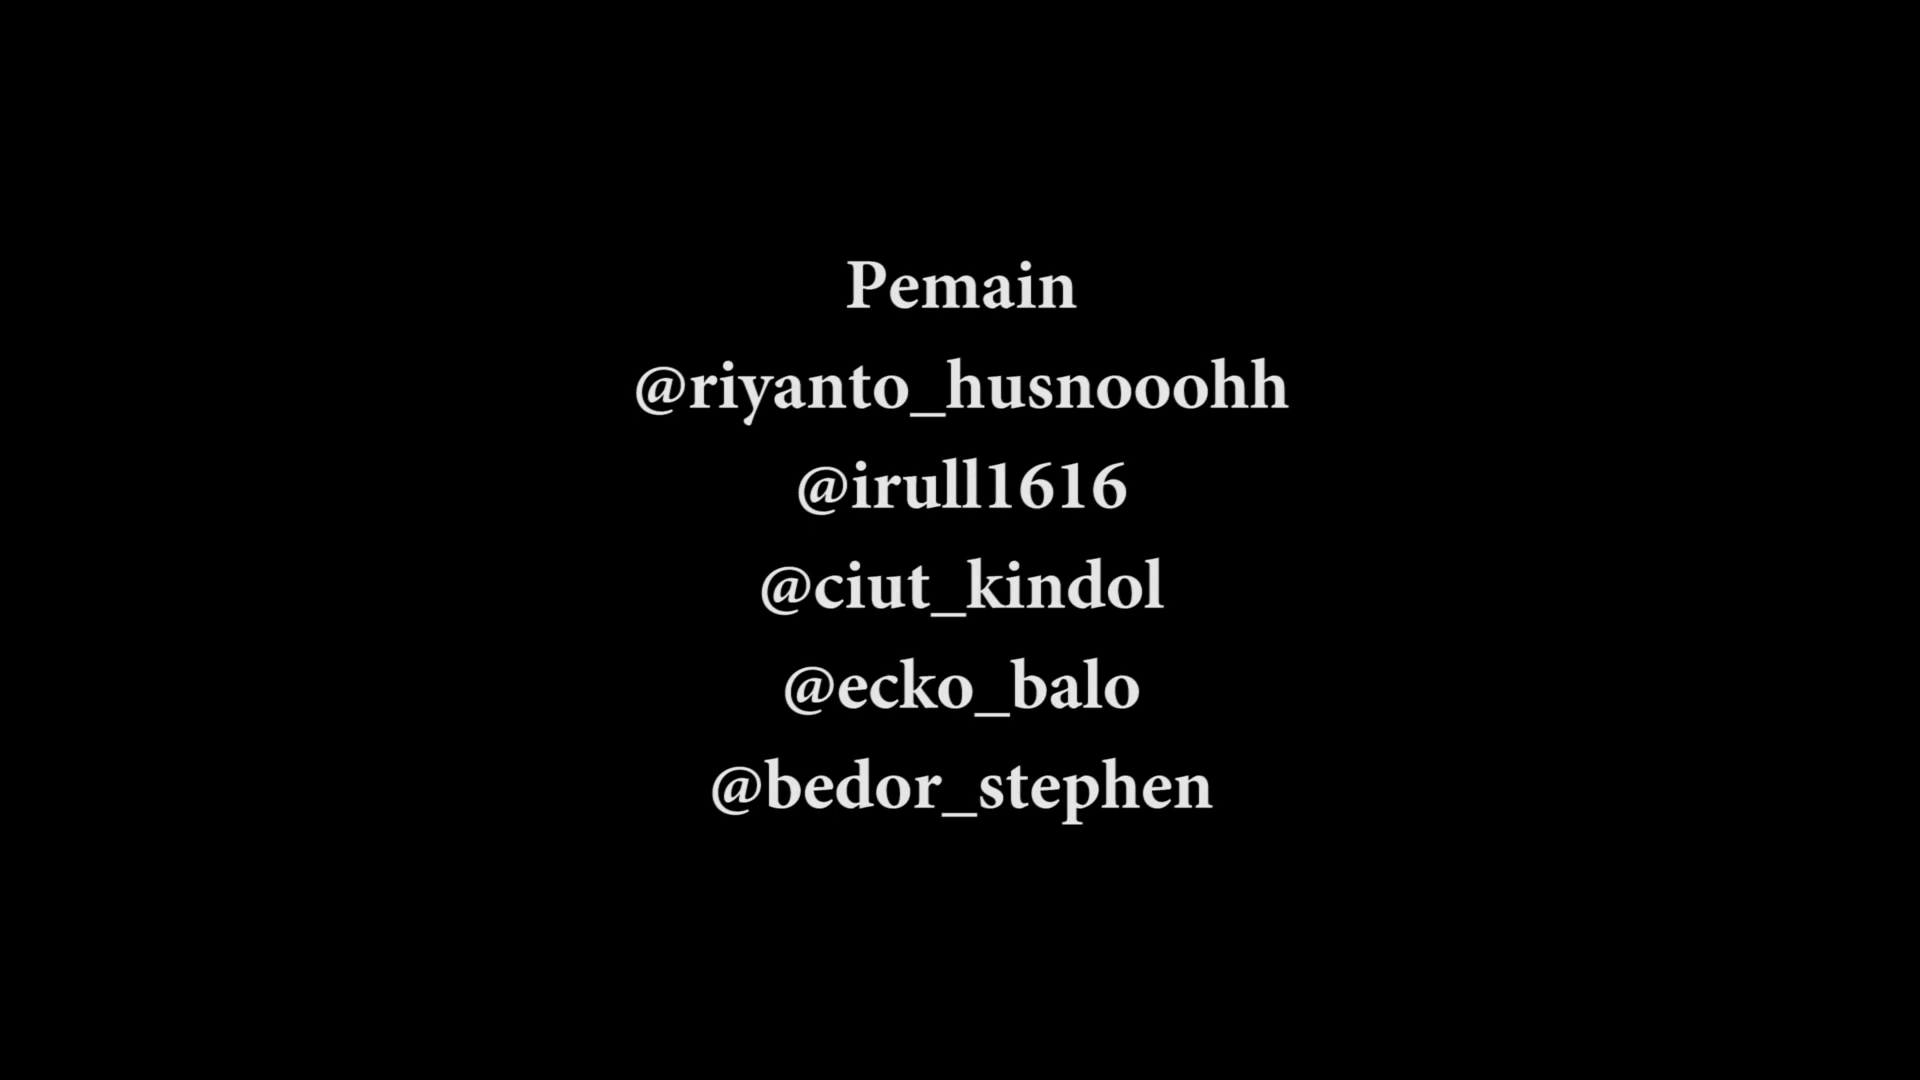 Pemain
@riyanto_husnooohh
@irull1616
@ciut_kindol
@ecko_balo
@bedor_stephen